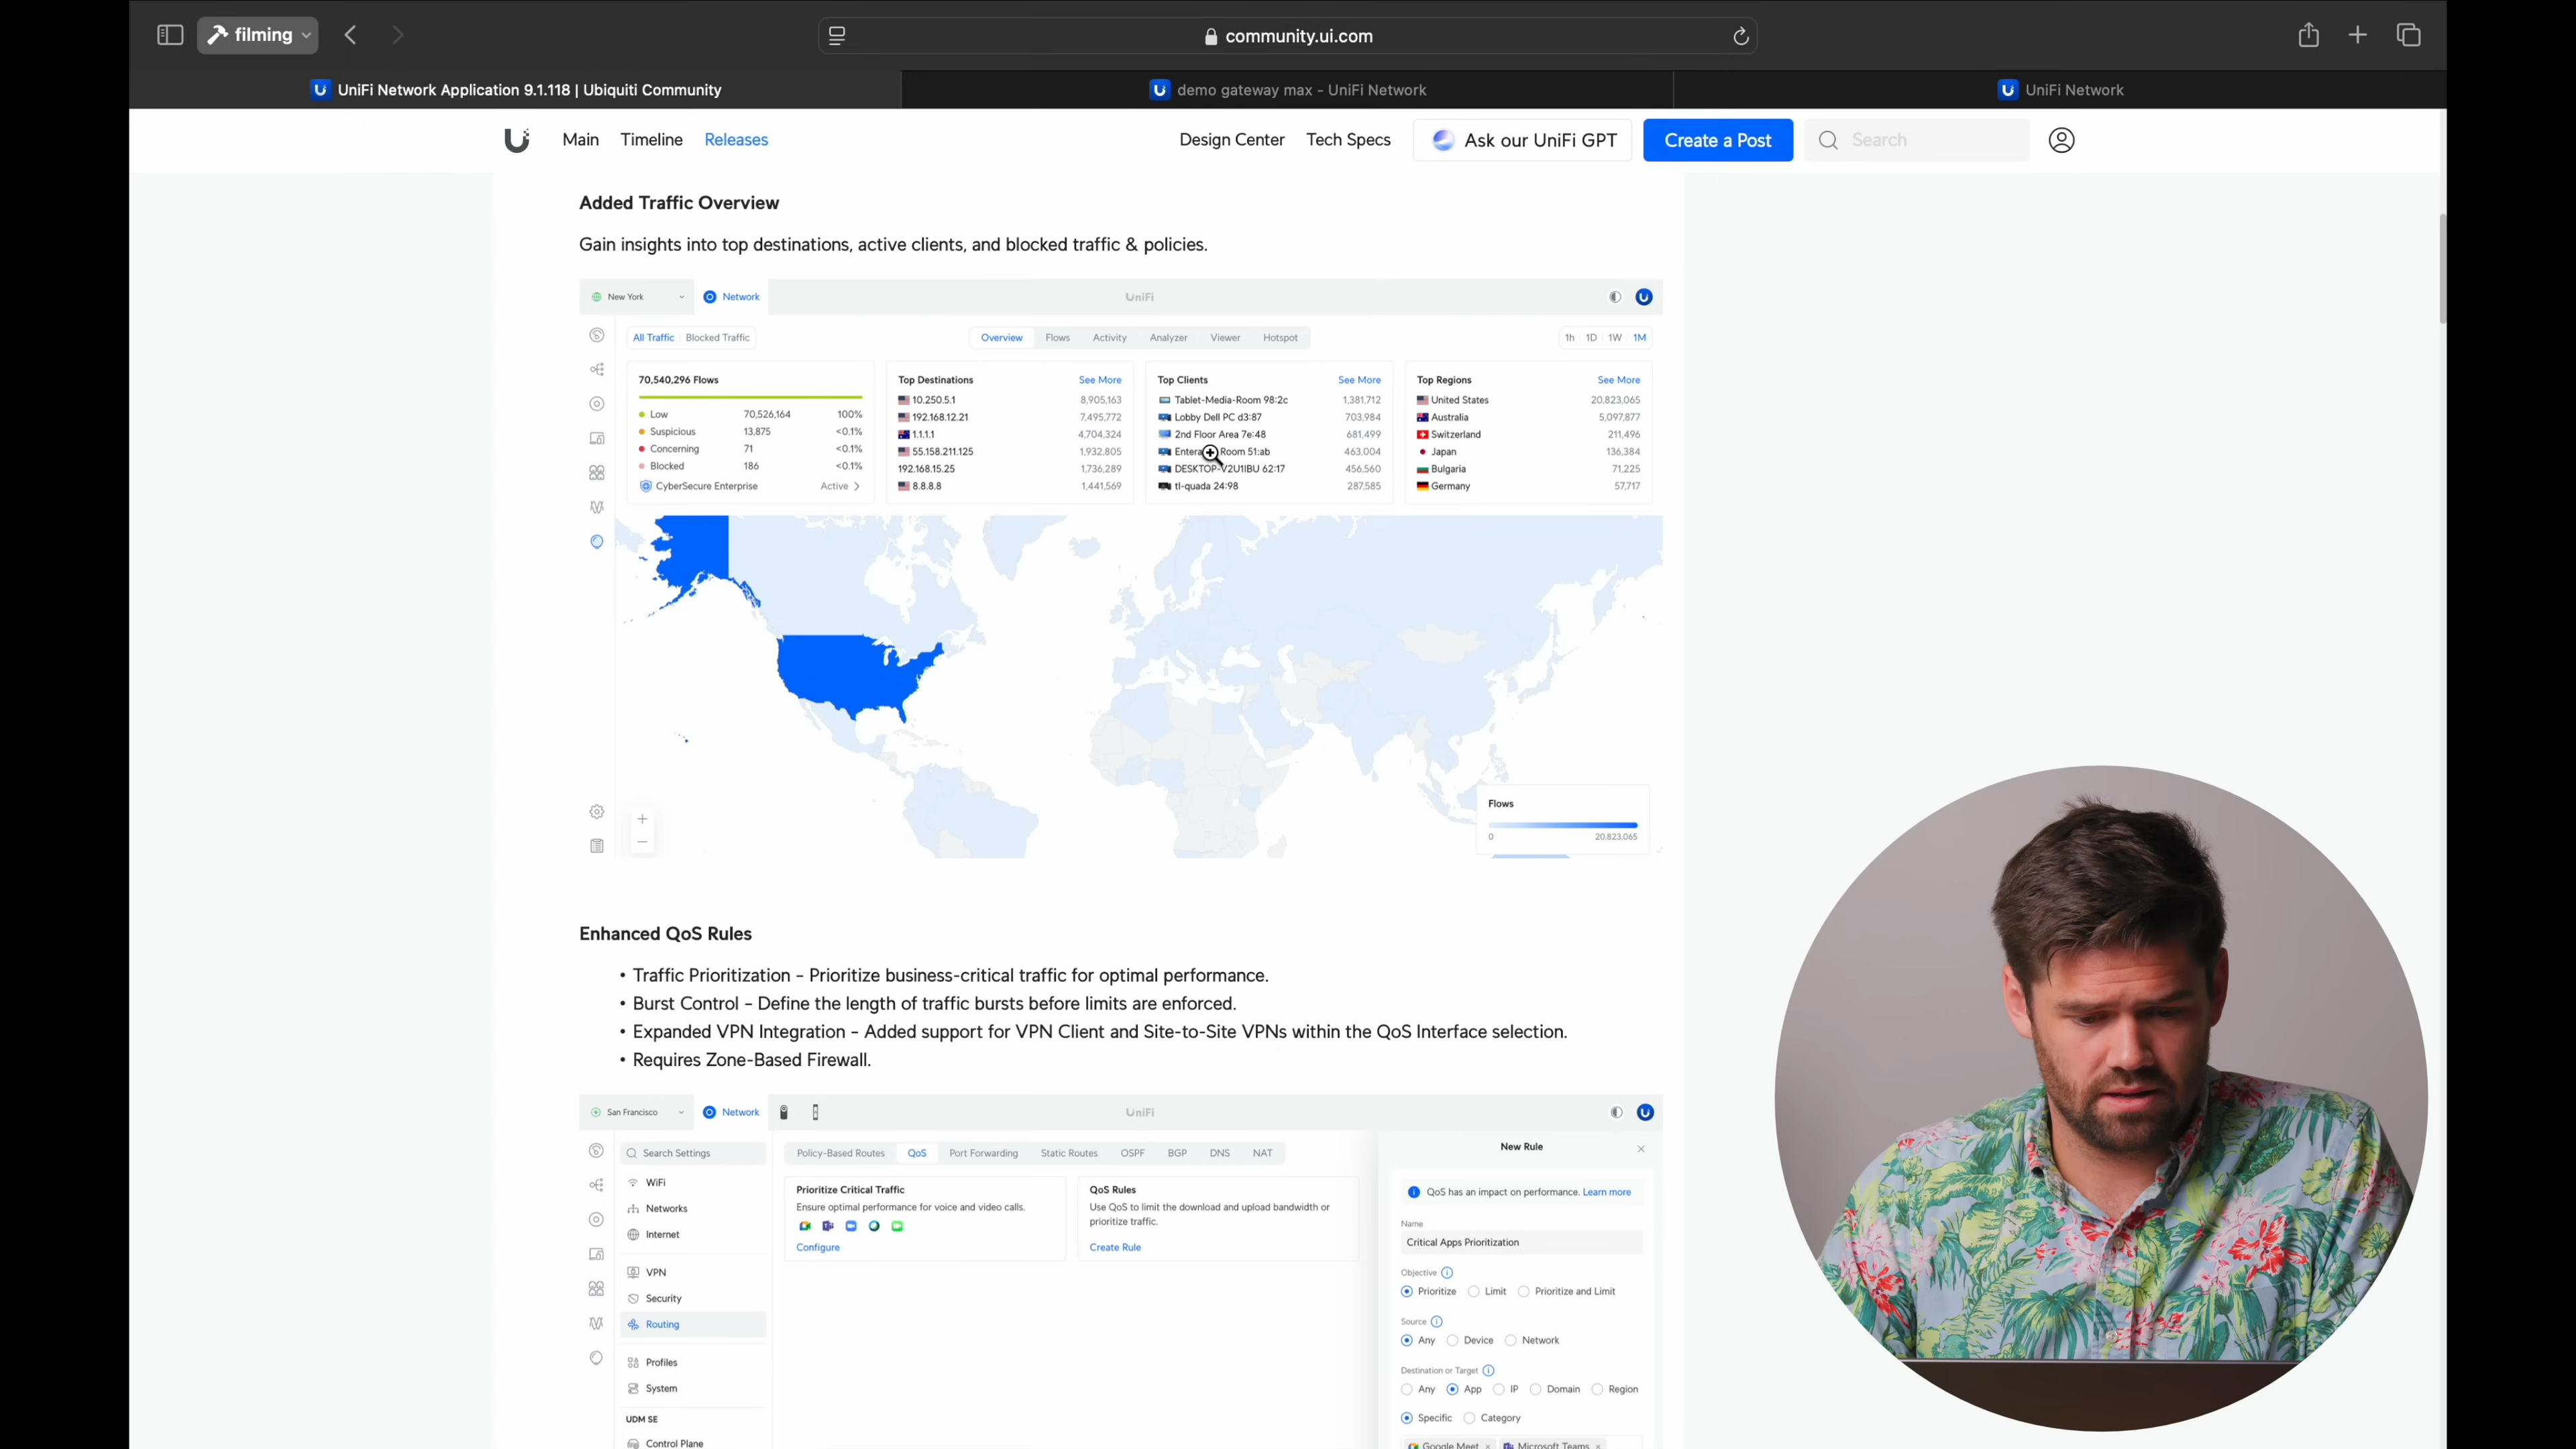 filming
community.ui.com
UniFi Network Application 9.1.118 | Ubiquiti Community
demo gateway max - UniFi Network
UniFi Network
Main Timeline Releases
Design Center Tech Specs Ask our UniFi GPT Create a Post Search
Added Traffic Overview
Gain insights into top destinations, active clients, and blocked traffic & policies.
New York Network UniFi
All Traffic Blocked Traffic Overview Flows Activity Analyzer Viewer Hotspot 1h 1D 1W 1M
70,540,296 Flows
Low 70,526,164 100%
Suspicious 13,875 <0.1%
Concerning 71 <0.1%
Blocked 186 <0.1%
CyberSecure Enterprise Active
Top Destinations See More
10.250.5.1 8,905,163
192.168.12.21 7,495,772
1.1.1.1 4,704,324
55.158.211.125 1,932,805
192.168.15.25 1,736,289
8.8.8.8 1,441,569
Top Clients See More
Tablet-Media-Room 98:2c 1,381,712
Lobby Dell PC d3:87 703,984
2nd Floor Area 7e:48 681,499
Room 51:ab 463,004
DESKTOP-V2U1IBU 62:17 456,560
tl-quada 24:98 287,585
Top Regions See More
United States 20,823,065
Australia 5,097,877
Switzerland 211,496
Japan 136,384
Bulgaria 71,225
Germany 57,717
Flows
0 20,823,065
Enhanced QoS Rules
• Traffic Prioritization – Prioritize business-critical traffic for optimal performance.
• Burst Control – Define the length of traffic bursts before limits are enforced.
• Expanded VPN Integration – Added support for VPN Client and Site-to-Site VPNs within the QoS Interface selection.
• Requires Zone-Based Firewall.
San Francisco Network UniFi
Search Settings
WiFi
Networks
Internet
VPN
Security
Routing
Profiles
System
UDM SE
Control Plane
Policy-Based Routes QoS Port Forwarding Static Routes OSPF BGP DNS NAT
Prioritize Critical Traffic
Ensure optimal performance for voice and video calls.
Configure
QoS Rules
Use QoS to limit the download and upload bandwidth or
prioritize traffic.
Create Rule
New Rule
QoS has an impact on performance. Learn more
Name
Critical Apps Prioritization
Objective
Prioritize Limit Prioritize and Limit
Source
Any Device Network
Destination or Target
Any App IP Domain Region
Specific Category
Google Meet × Microsoft Teams ×